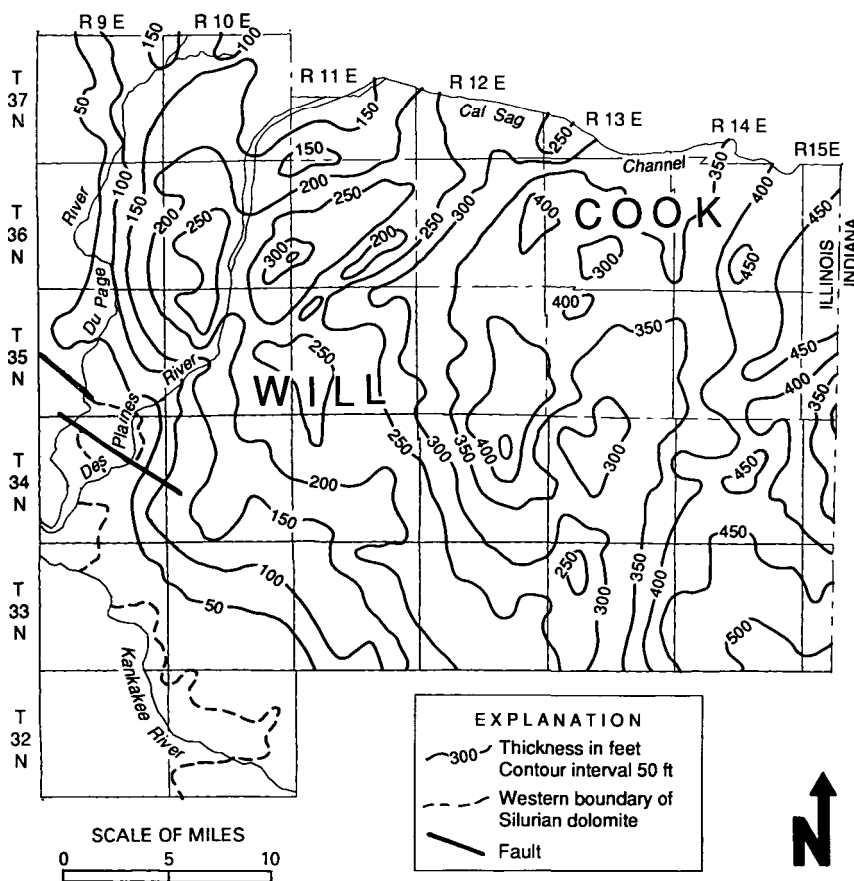 R 9 E
R 10 E
150
100
R 11 E
R 12 E
Cal Sag
R 13 E
R 14 E
R15E
Channel
T
37
N
50
150
150
250
350
100
200
400
River
150
200
250
250
300
400
COOK
450
T
36
N
250
200
300
300
450
ILLINOIS
INDIANA
Du Page
400
T
35
N
River
250
350
450
400
WILL
350
Des Plaines
250
300
350
400
300
450
T
34
N
200
150
450
T
33
N
100
50
250
300
350
400
500
Kankakee
River
T
32
N
EXPLANATION
300 Thickness in feet
Contour interval 50 ft
Western boundary of
Silurian dolomite
Fault
SCALE OF MILES
0 5 10
N